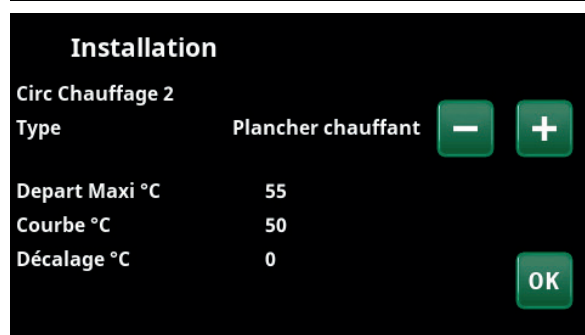 Installation
Circ Chauffage 2
Type Plancher chauffant − +
Depart Maxi °C 55
Courbe °C 50
Décalage °C 0
OK